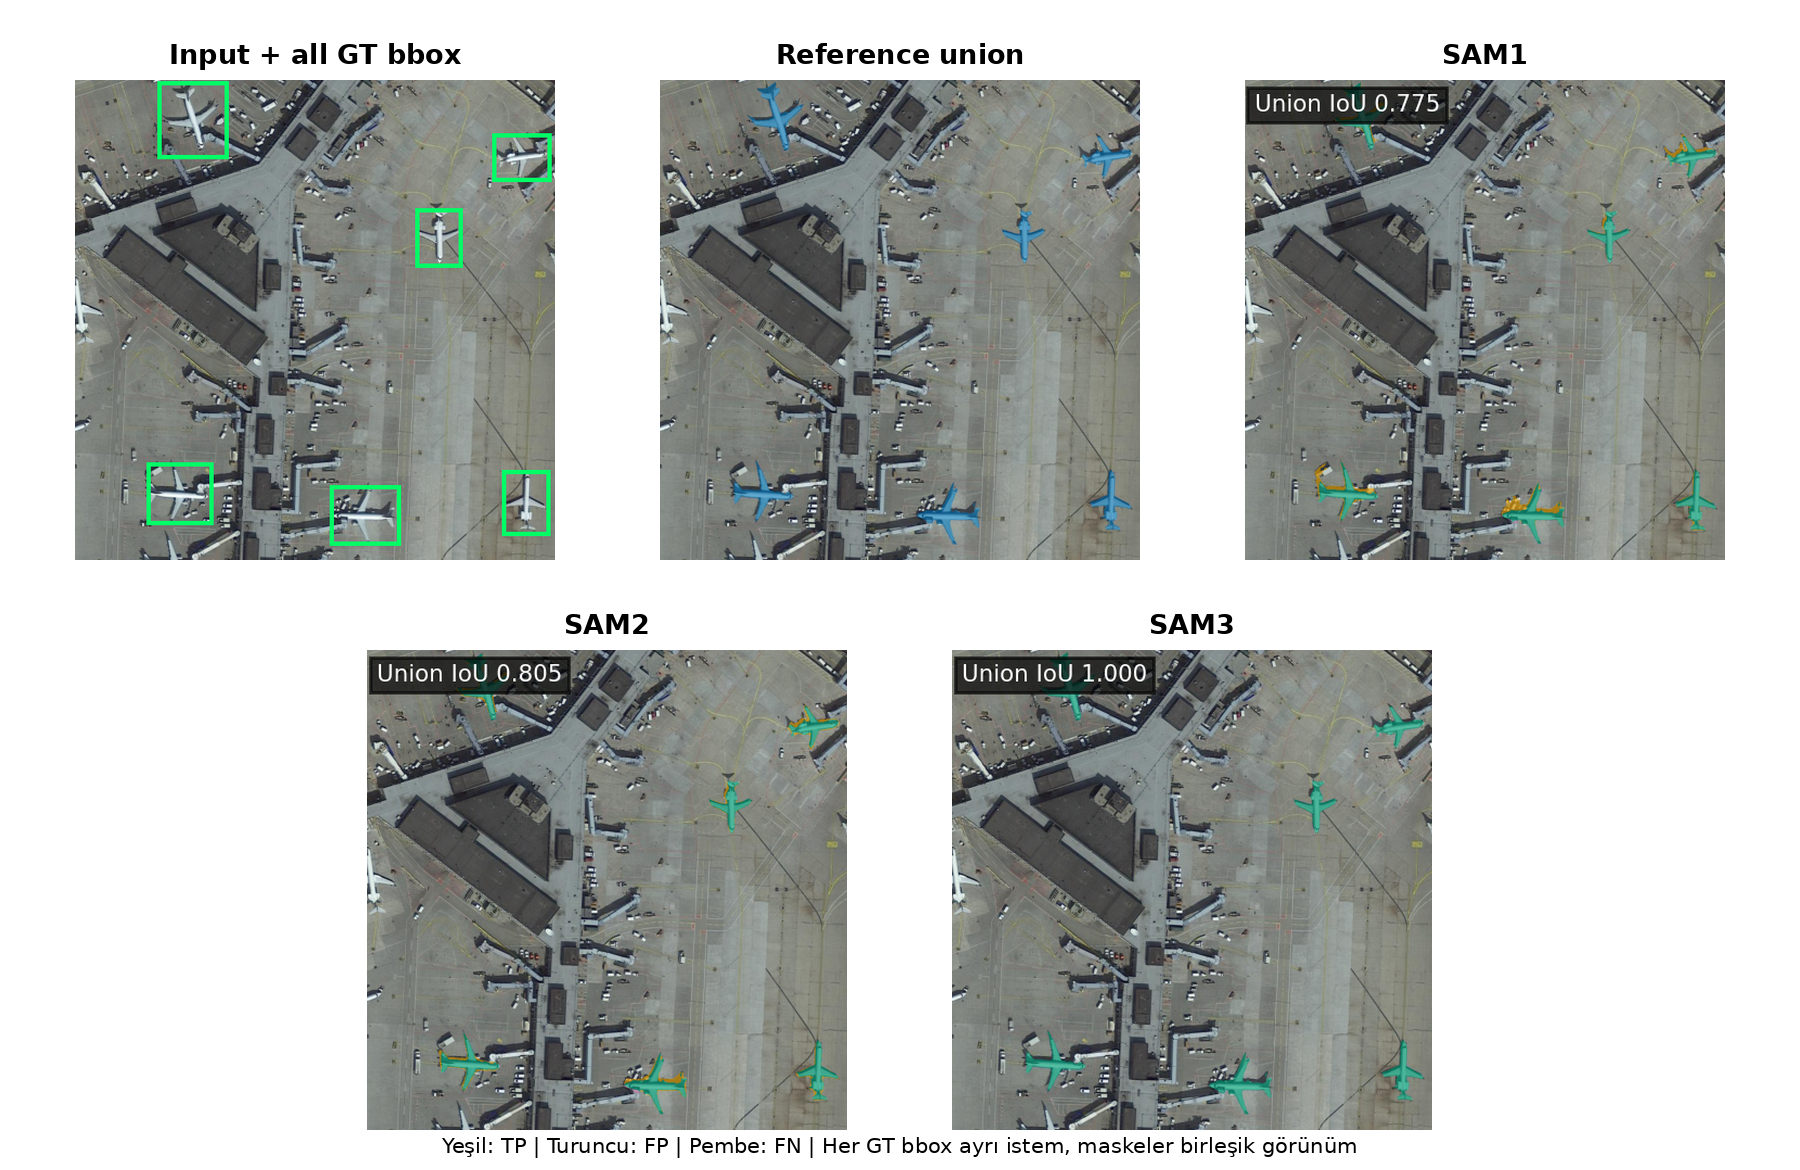 Input + all GT bbox
Reference union
SAM1
Union IoU 0.775
SAM2
SAM3
Union IoU 0.805
Union IoU 1.000
Yeşil: TP | Turuncu: FP | Pembe: FN | Her GT bbox ayrı istem, maskeler birleşik görünüm